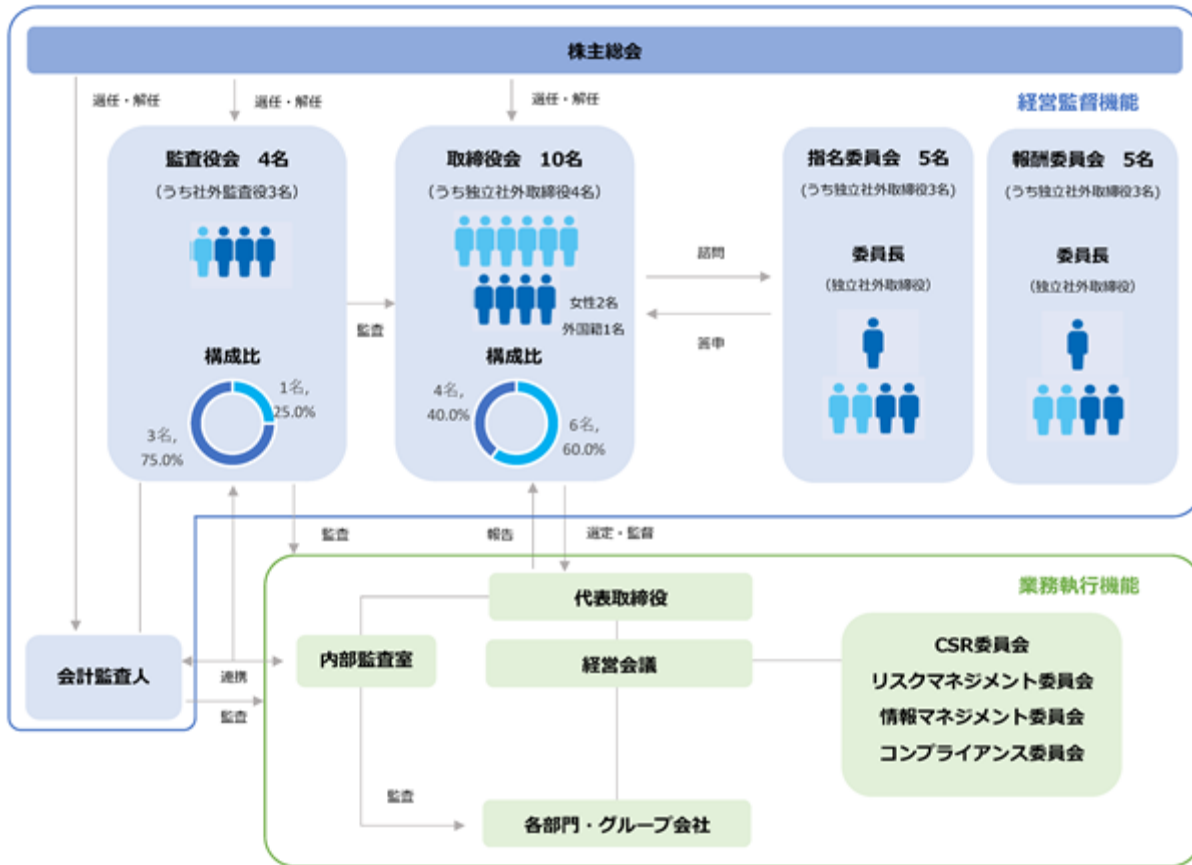 株主総会
選任・解任
選任・解任
選任・解任
経営監督機能
監査役会 4名
（うち社外監査役3名）
構成比
1名,
25.0%
3名,
75.0%
監査
取締役会 10名
（うち独立社外取締役4名）
女性2名
外国籍1名
構成比
4名,
40.0%
6名,
60.0%
諮問
答申
指名委員会 5名
(うち独立社外取締役3名)
委員長
（独立社外取締役）
報酬委員会 5名
(うち独立社外取締役3名)
委員長
（独立社外取締役）
監査
報告
選定・監督
業務執行機能
代表取締役
会計監査人
連携
監査
内部監査室
経営会議
CSR委員会
リスクマネジメント委員会
情報マネジメント委員会
コンプライアンス委員会
監査
各部門・グループ会社